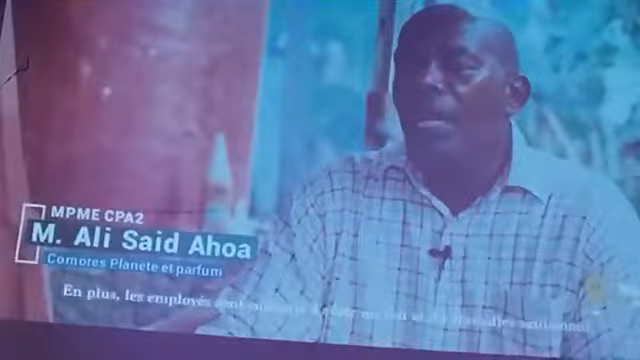 MPME CPA2
M. Ali Said Ahoa
Comores Planete et parfum
En plus, les employés